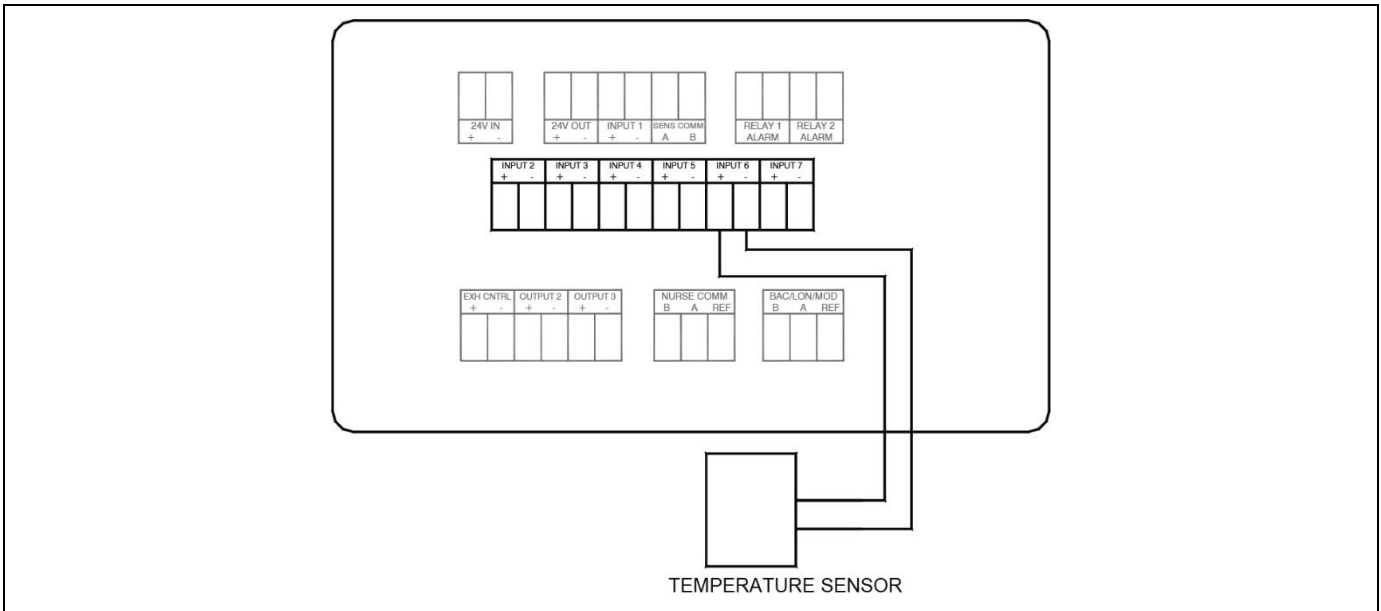 24V IN 24V OUT INPUT 1 SENS COMM RELAY 1 RELAY 2
+ - + - + - A B ALARM ALARM
INPUT 2 INPUT 3 INPUT 4 INPUT 5 INPUT 6 INPUT 7
+ - + - + - + - + - + -
EXH CNTRL OUTPUT 2 OUTPUT 3 NURSE COMM BAC/LON/MOD
+ - + - + - B A REF B A REF
TEMPERATURE SENSOR